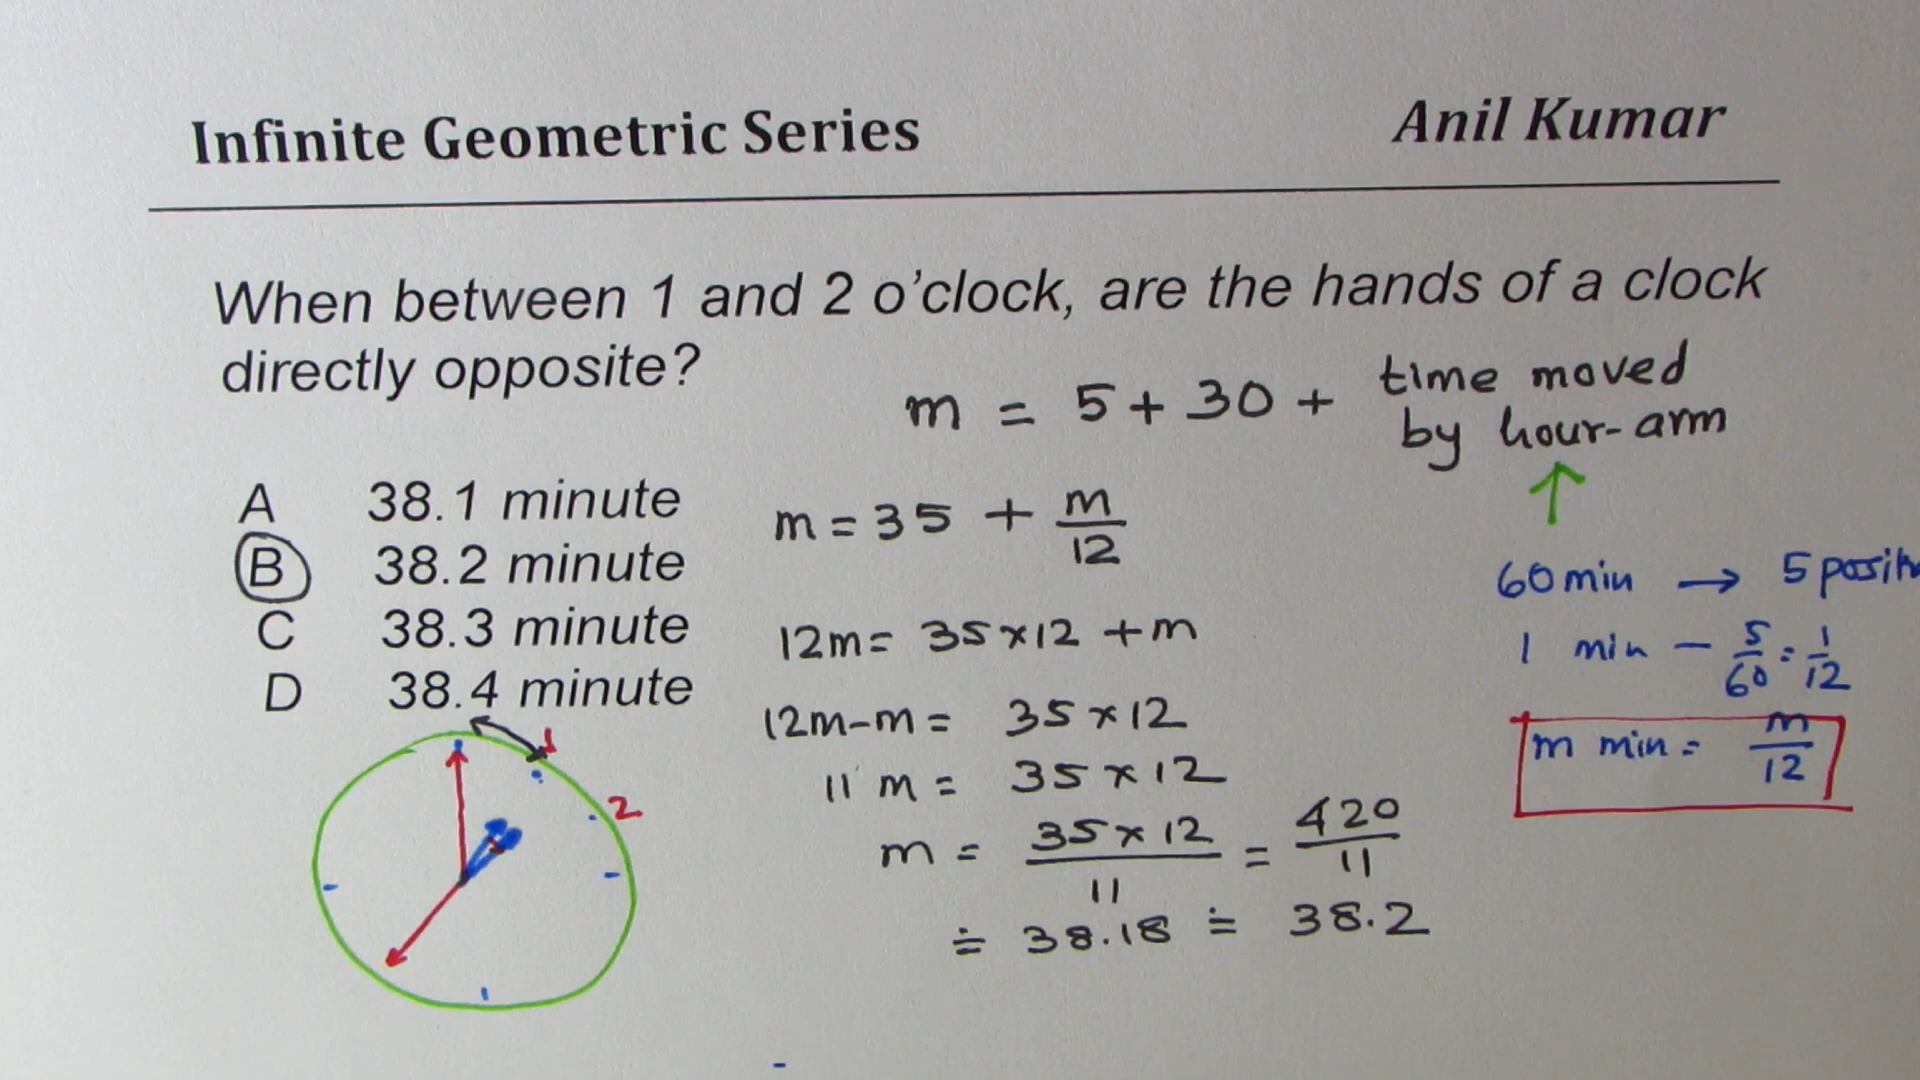 Infinite Geometric Series Anil Kumar
When between 1 and 2 o'clock, are the hands of a clock
directly opposite?
m = 5 + 30 + time moved
by hour-arm
A 38.1 minute
B 38.2 minute
C 38.3 minute
D 38.4 minute
m = 35 + m/12
12m = 35 x 12 + m
12m - m = 35 x 12
11 m = 35 x 12
m = 35 x 12/11 = 420/11
≐ 38.18 ≐ 38.2
60 min → 5
1 min - 5/60 = 1/12
m min = m/12
1
2